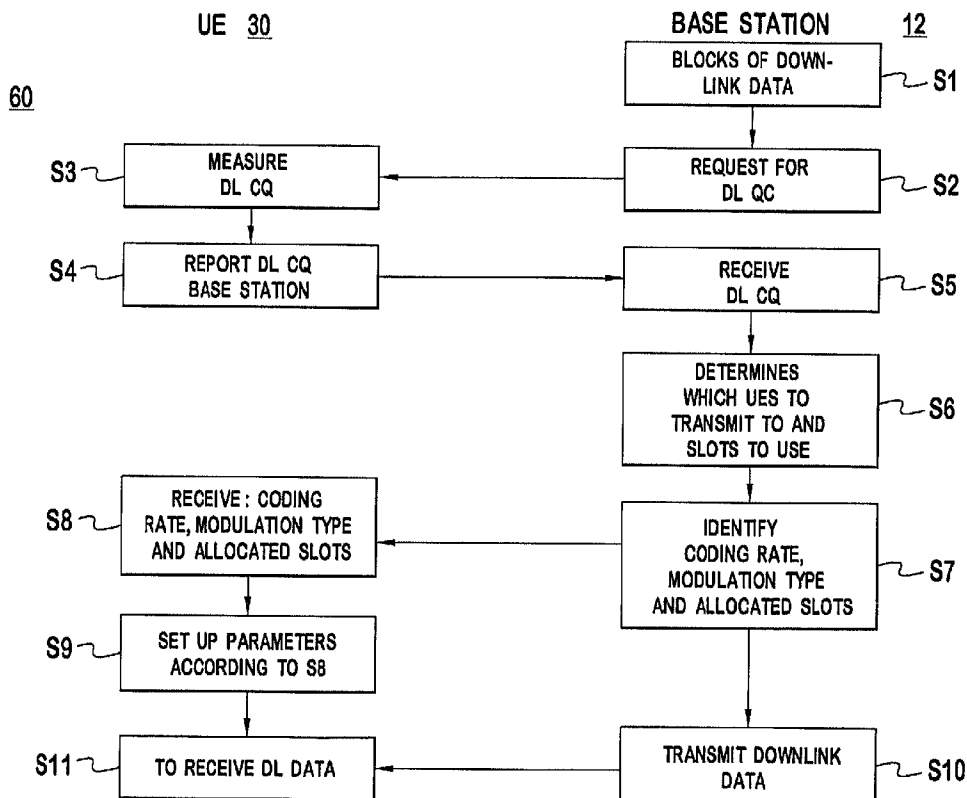 UE 30
BASE STATION 12
60
BLOCKS OF DOWN-
LINK DATA
S1
S3
MEASURE
DL CQ
REQUEST FOR
DL QC
S2
S4
REPORT DL CQ
BASE STATION
RECEIVE
DL CQ
S5
DETERMINES
WHICH UES TO
TRANSMIT TO AND
SLOTS TO USE
S6
S8
RECEIVE: CODING
RATE, MODULATION TYPE
AND ALLOCATED SLOTS
IDENTIFY
CODING RATE,
MODULATION TYPE
AND ALLOCATED SLOTS
S7
S9
SET UP PARAMETERS
ACCORDING TO S8
S11
TO RECEIVE DL DATA
TRANSMIT DOWNLINK
DATA
S10